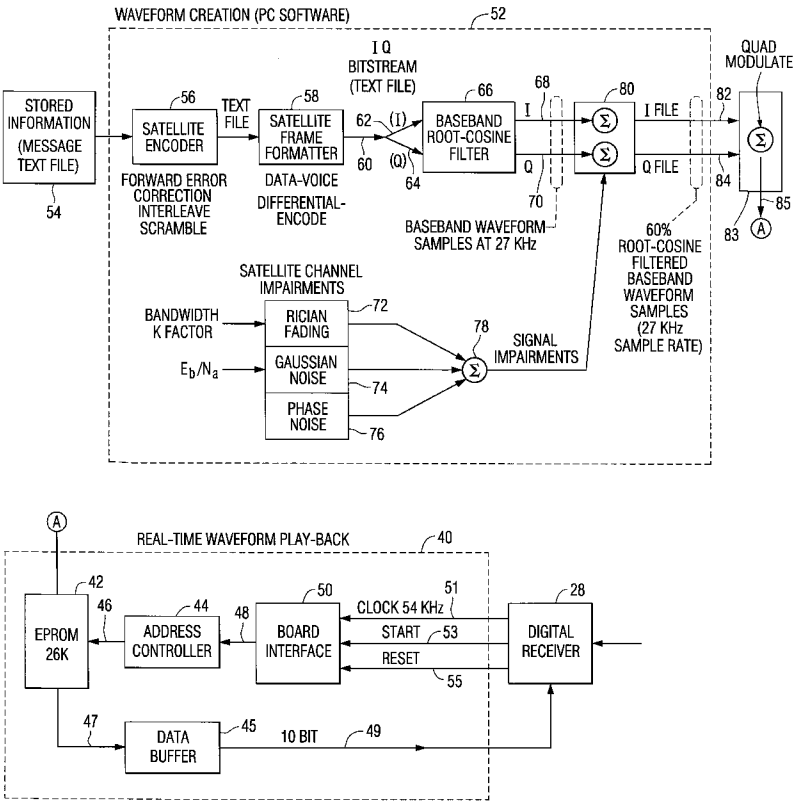 WAVEFORM CREATION (PC SOFTWARE)
52
I Q
BITSTREAM
(TEXT FILE)
QUAD
MODULATE
STORED
INFORMATION
(MESSAGE
TEXT FILE)
54
56
SATELLITE
ENCODER
FORWARD ERROR
CORRECTION
INTERLEAVE
SCRAMBLE
TEXT
FILE
58
SATELLITE
FRAME
FORMATTER
DATA-VOICE
DIFFERENTIAL-
ENCODE
60
62
(I)
(Q)
64
66
BASEBAND
ROOT-COSINE
FILTER
I
68
Q
70
BASEBAND WAVEFORM
SAMPLES AT 27 KHz
80
Σ
Σ
I FILE
82
Q FILE
84
Σ
83
85
A
60%
ROOT-COSINE
FILTERED
BASEBAND
WAVEFORM
SAMPLES
(27 KHz
SAMPLE RATE)
SATELLITE CHANNEL
IMPAIRMENTS
BANDWIDTH
K FACTOR
RICIAN
FADING
72
Eb/Na
GAUSSIAN
NOISE
74
PHASE
NOISE
76
78
Σ
SIGNAL
IMPAIRMENTS
A
REAL-TIME WAVEFORM PLAY-BACK
40
42
EPROM
26K
46
44
ADDRESS
CONTROLLER
48
50
BOARD
INTERFACE
CLOCK 54 KHz
51
START
53
RESET
55
28
DIGITAL
RECEIVER
47
DATA
BUFFER
45
10 BIT
49